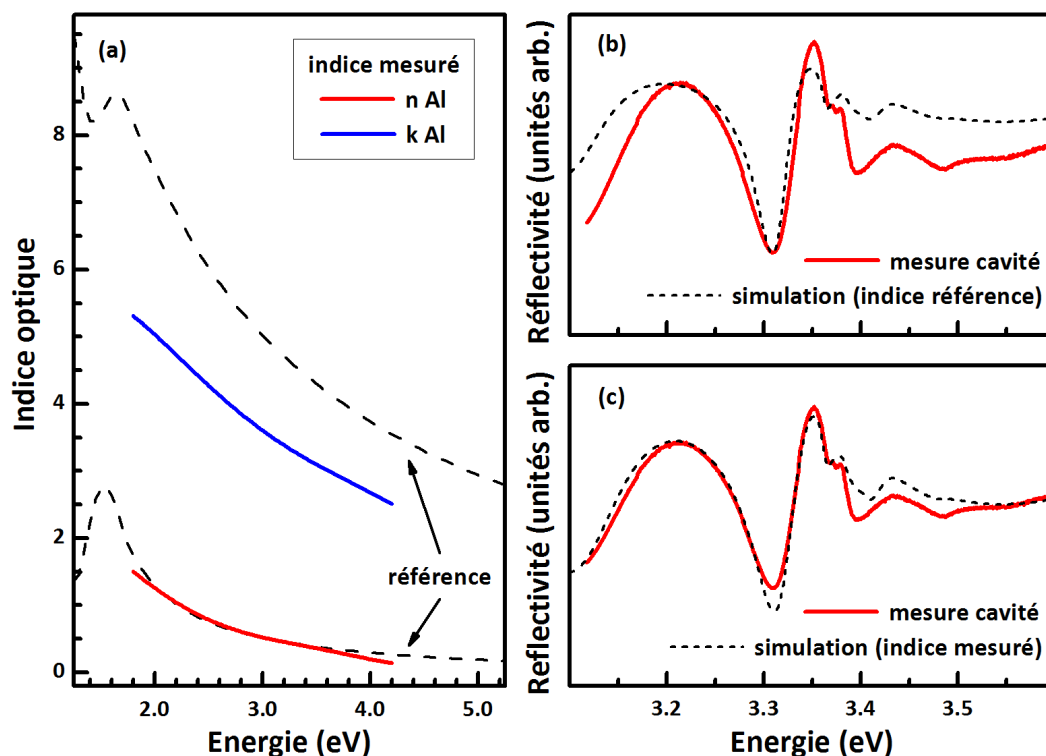 (a)
indice mesuré
n Al
k Al
référence
Indice optique
8
6
4
2
0
2.0 3.0 4.0 5.0
Energie (eV)
(b)
mesure cavité
simulation (indice référence)
Réflectivité (unités arb.)
(c)
mesure cavité
simulation (indice mesuré)
Réflectivité (unités arb.)
3.2 3.3 3.4 3.5
Energie (eV)